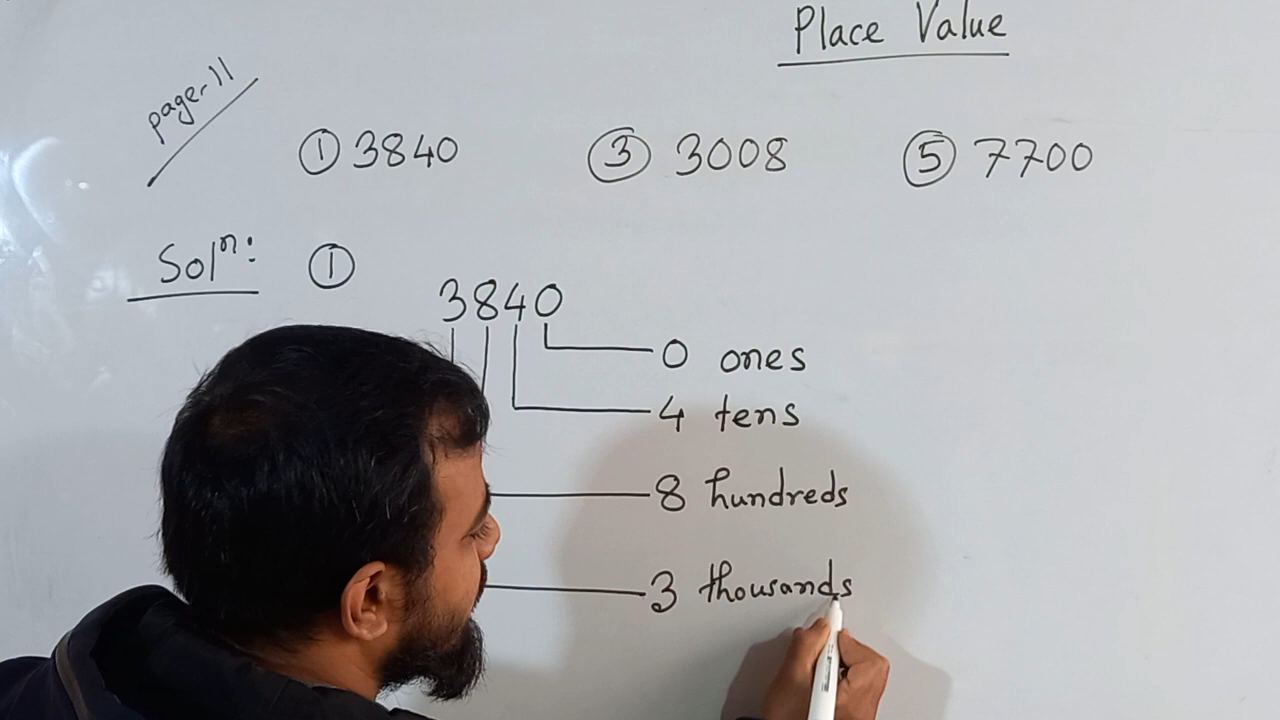 Place Value
page-11
① 3840 ③ 3008 ⑤ 7700
Solⁿ: ①
3840
0 ones
4 tens
8 hundreds
3 thousands